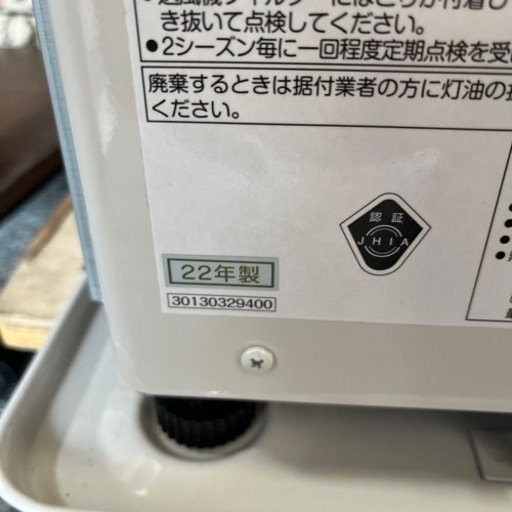 き抜いて点検してください。
●2シーズン毎に一回程度定期点検を受
廃棄するときは据付業者の方に灯油の
ください。
認証
JHIA
22年製
30130329400